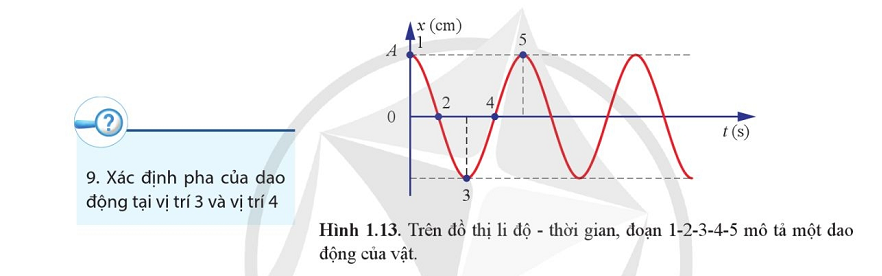 x (cm)
1
5
A
2
4
0
t (s)
3
9. Xác định pha của dao
động tại vị trí 3 và vị trí 4
Hình 1.13. Trên đồ thị li độ - thời gian, đoạn 1-2-3-4-5 mô tả một dao
động của vật.